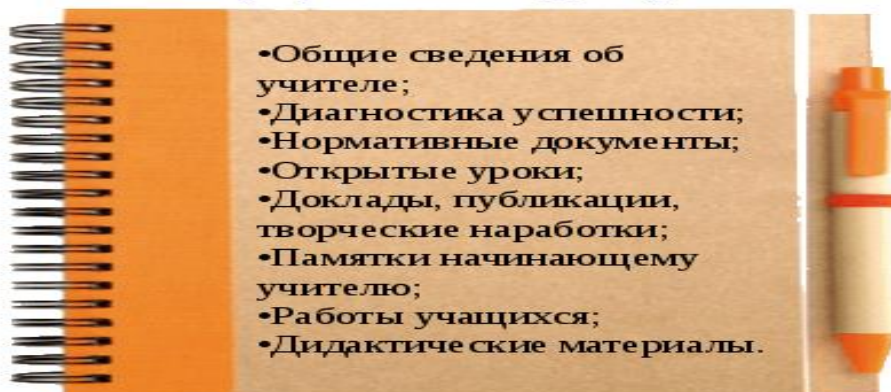 •Общие сведения об
учителе;
•Диагностика успешности;
•Нормативные документы;
•Открытые уроки;
•Доклады, публикации,
творческие наработки;
•Памятки начинающему
учителю;
•Работы учащихся;
•Дидактические материалы.